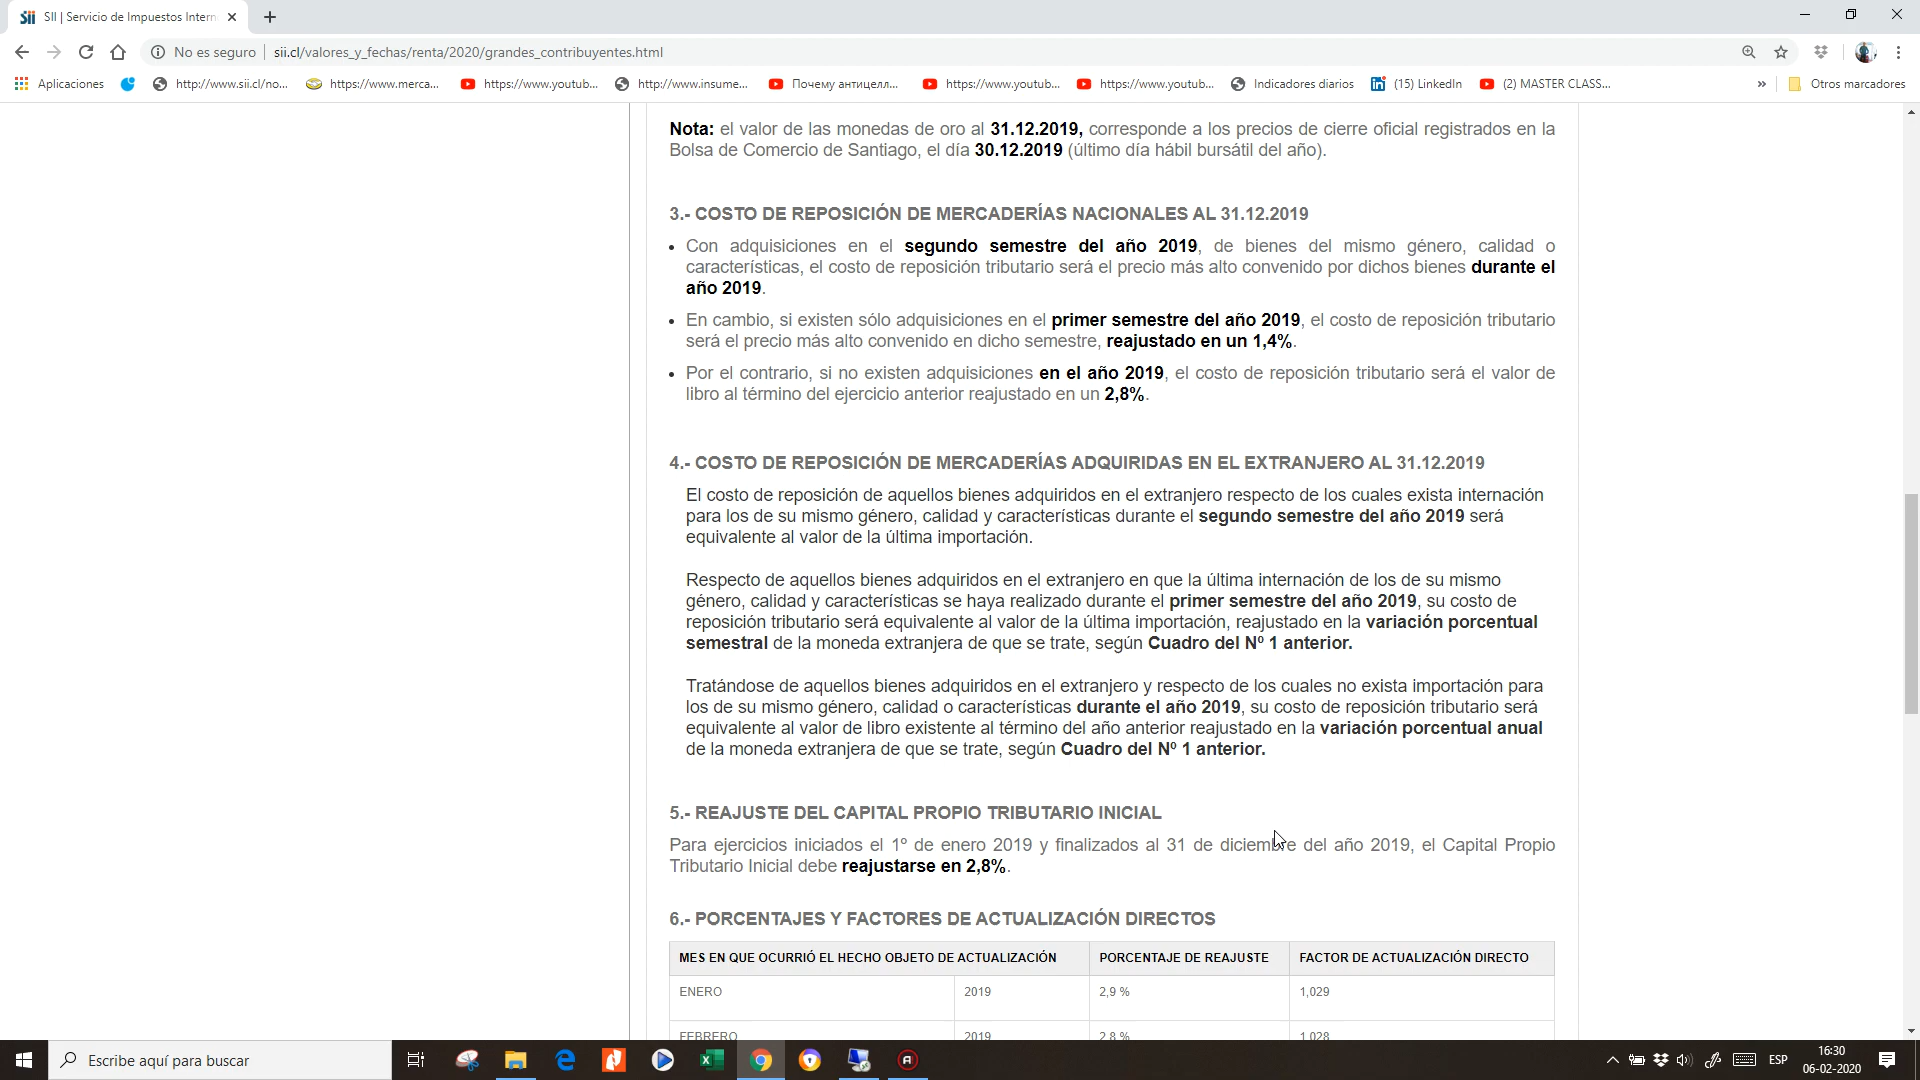 SII | Servicio de Impuestos Intern
No es seguro | sii.cl/valores_y_fechas/renta/2020/grandes_contribuyentes.html
Aplicaciones http://www.sii.cl/no... https://www.merca... https://www.youtub... http://www.insume... Почему антицелл... https://www.youtub... https://www.youtub... Indicadores diarios (15) LinkedIn (2) MASTER CLASS... » Otros marcadores
Nota: el valor de las monedas de oro al 31.12.2019, corresponde a los precios de cierre oficial registrados en la
Bolsa de Comercio de Santiago, el día 30.12.2019 (último día hábil bursátil del año).
3.- COSTO DE REPOSICIÓN DE MERCADERÍAS NACIONALES AL 31.12.2019
• Con adquisiciones en el segundo semestre del año 2019, de bienes del mismo género, calidad o
características, el costo de reposición tributario será el precio más alto convenido por dichos bienes durante el
año 2019.
• En cambio, si existen sólo adquisiciones en el primer semestre del año 2019, el costo de reposición tributario
será el precio más alto convenido en dicho semestre, reajustado en un 1,4%.
• Por el contrario, si no existen adquisiciones en el año 2019, el costo de reposición tributario será el valor de
libro al término del ejercicio anterior reajustado en un 2,8%.
4.- COSTO DE REPOSICIÓN DE MERCADERÍAS ADQUIRIDAS EN EL EXTRANJERO AL 31.12.2019
El costo de reposición de aquellos bienes adquiridos en el extranjero respecto de los cuales exista internación
para los de su mismo género, calidad y características durante el segundo semestre del año 2019 será
equivalente al valor de la última importación.
Respecto de aquellos bienes adquiridos en el extranjero en que la última internación de los de su mismo
género, calidad y características se haya realizado durante el primer semestre del año 2019, su costo de
reposición tributario será equivalente al valor de la última importación, reajustado en la variación porcentual
semestral de la moneda extranjera de que se trate, según Cuadro del Nº 1 anterior.
Tratándose de aquellos bienes adquiridos en el extranjero y respecto de los cuales no exista importación para
los de su mismo género, calidad o características durante el año 2019, su costo de reposición tributario será
equivalente al valor de libro existente al término del año anterior reajustado en la variación porcentual anual
de la moneda extranjera de que se trate, según Cuadro del Nº 1 anterior.
5.- REAJUSTE DEL CAPITAL PROPIO TRIBUTARIO INICIAL
Para ejercicios iniciados el 1º de enero 2019 y finalizados al 31 de diciembre del año 2019, el Capital Propio
Tributario Inicial debe reajustarse en 2,8%.
6.- PORCENTAJES Y FACTORES DE ACTUALIZACIÓN DIRECTOS
MES EN QUE OCURRIÓ EL HECHO OBJETO DE ACTUALIZACIÓN PORCENTAJE DE REAJUSTE FACTOR DE ACTUALIZACIÓN DIRECTO
ENERO 2019 2,9 % 1,029
FEBRERO 2019 2,8 % 1,028
Escribe aquí para buscar
ESP
16:30
06-02-2020